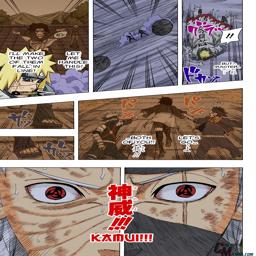 !!
BUT, MASTER
LET ME
HANDLE
THIS!
I'LL MAKE
THE TWO OF
THEM FALL
IN LINE!
LET'S
GO...
BOTH
OF YOU!!
神威!!!
KAMUI!!!